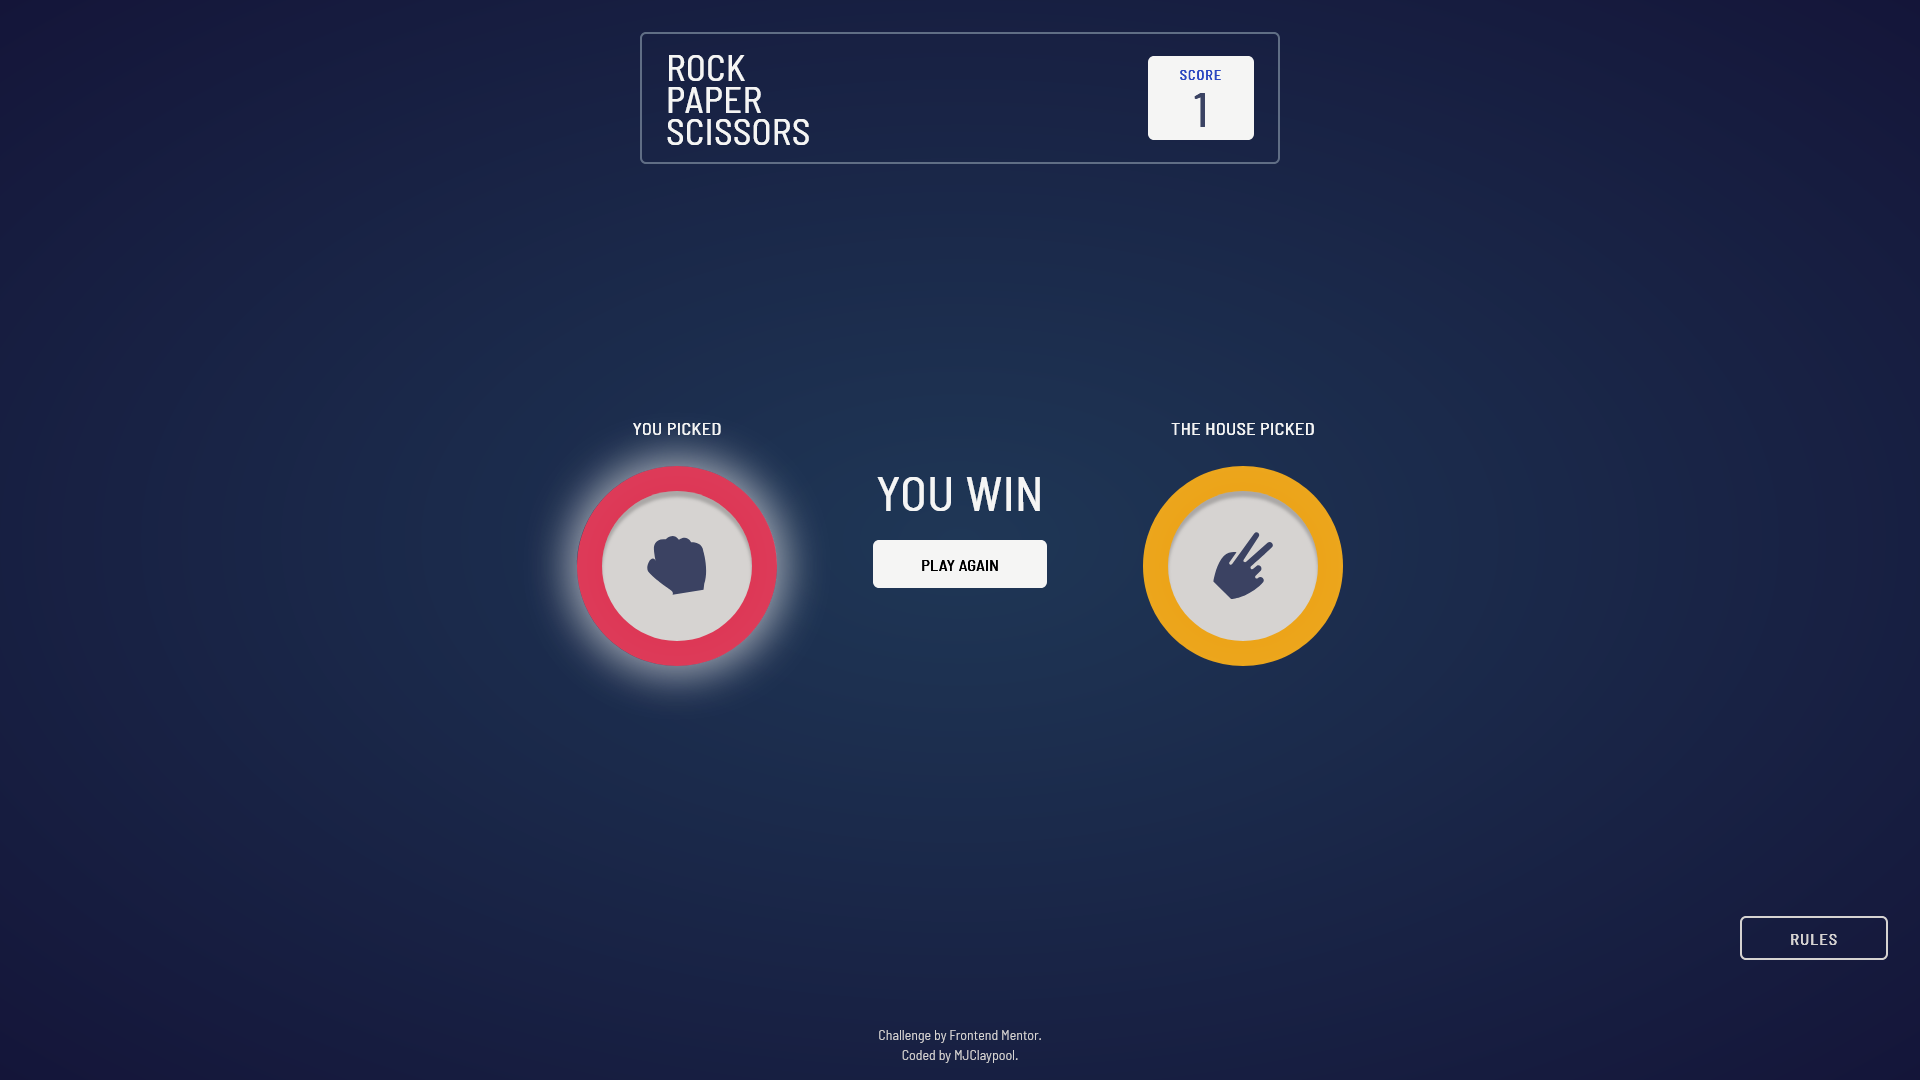 ROCK
PAPER
SCISSORS
SCORE
1
YOU PICKED
THE HOUSE PICKED
YOU WIN
PLAY AGAIN
RULES
Challenge by Frontend Mentor.
Coded by MJClaypool.